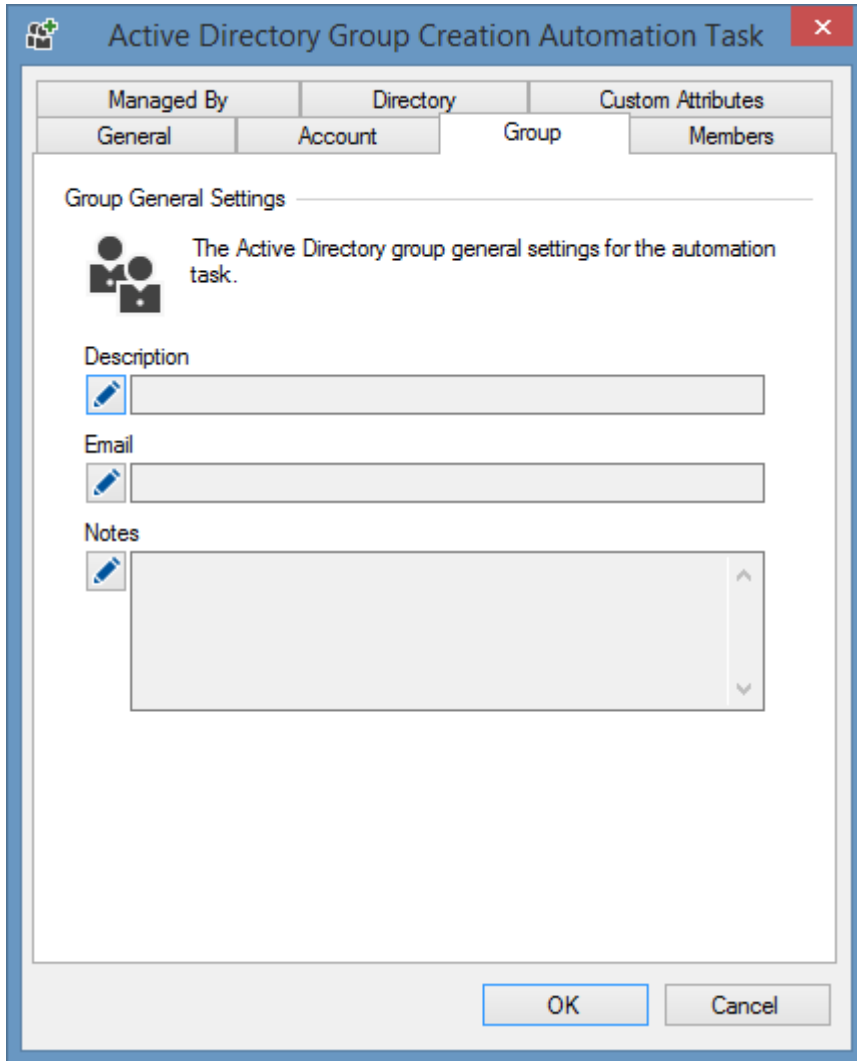 Active Directory Group Creation Automation Task
Managed By
Directory
Custom Attributes
General
Account
Group
Members
Group General Settings
The Active Directory group general settings for the automation
task.
Description
Email
Notes
OK
Cancel